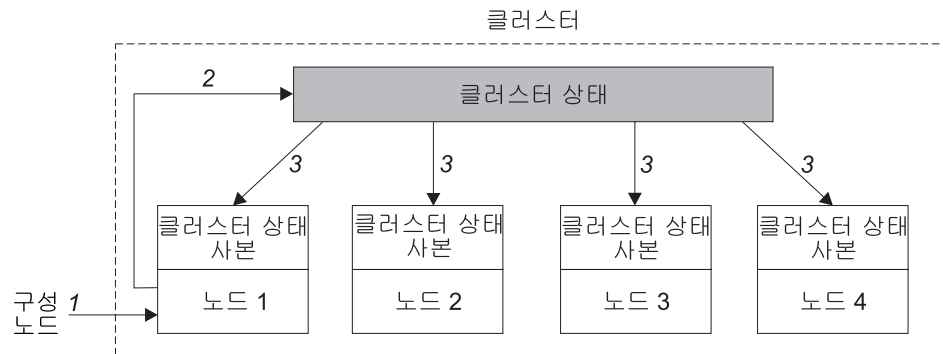 클러스터
2
클러스터 상태
3
3
3
3
클러스터 상태
사본
클러스터 상태
사본
클러스터 상태
사본
클러스터 상태
사본
구성
노드
1
노드 1
노드 2
노드 3
노드 4